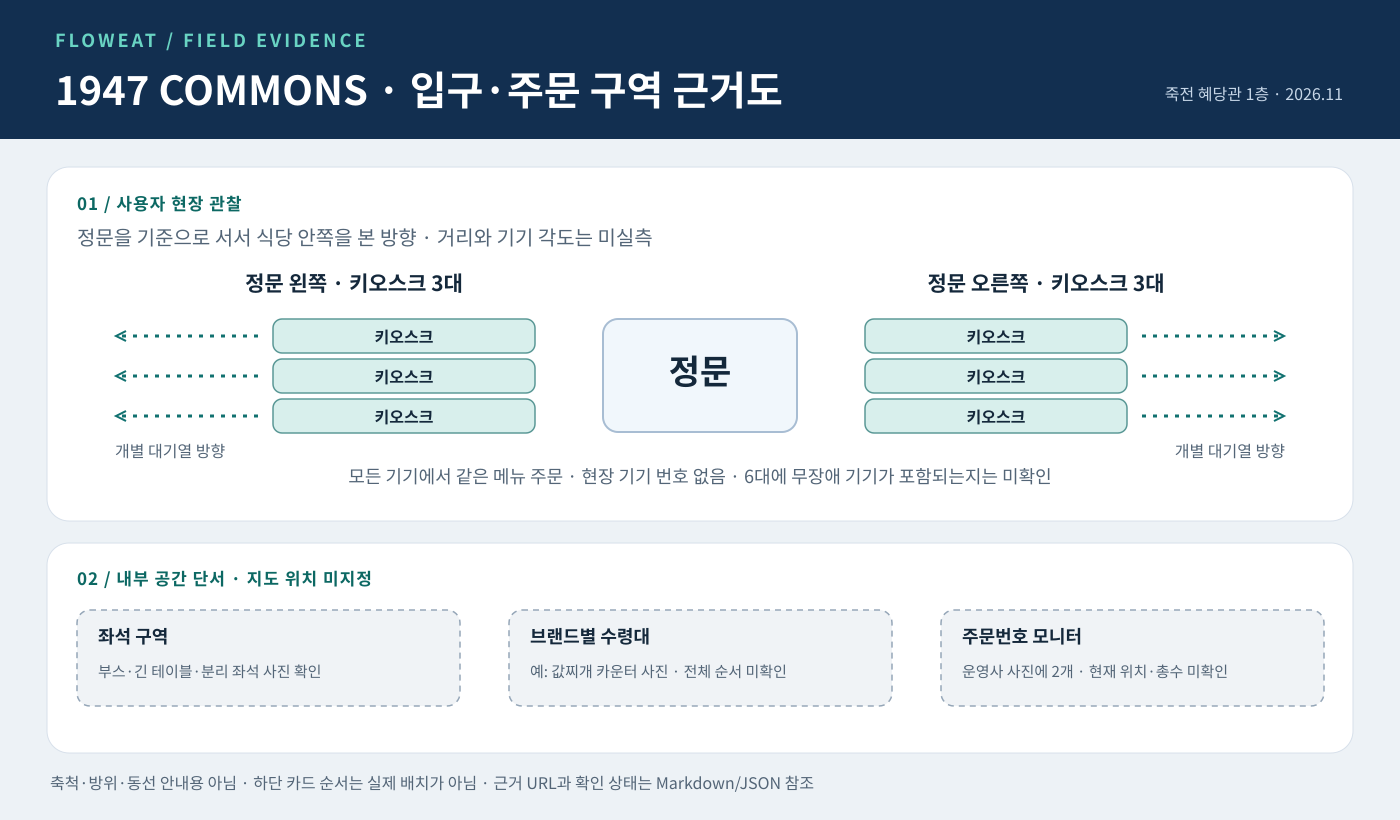 FLOWEAT / FIELD EVIDENCE
1947 COMMONS · 입구·주문 구역 근거도
죽전 혜당관 1층 · 2026.11
01 / 사용자 현장 관찰
정문을 기준으로 서서 식당 안쪽을 본 방향 · 거리와 기기 각도는 미실측
정문 왼쪽 · 키오스크 3대
정문 오른쪽 · 키오스크 3대
키오스크
키오스크
키오스크
정문
키오스크
키오스크
키오스크
개별 대기열 방향
개별 대기열 방향
모든 기기에서 같은 메뉴 주문 · 현장 기기 번호 없음 · 6대에 무장애 기기가 포함되는지는 미확인
02 / 내부 공간 단서 · 지도 위치 미지정
좌석 구역
부스·긴 테이블·분리 좌석 사진 확인
브랜드별 수령대
예: 값찌개 카운터 사진 · 전체 순서 미확인
주문번호 모니터
운영사 사진에 2개 · 현재 위치·총수 미확인
축척·방위·동선 안내용 아님 · 하단 카드 순서는 실제 배치가 아님 · 근거 URL과 확인 상태는 Markdown/JSON 참조